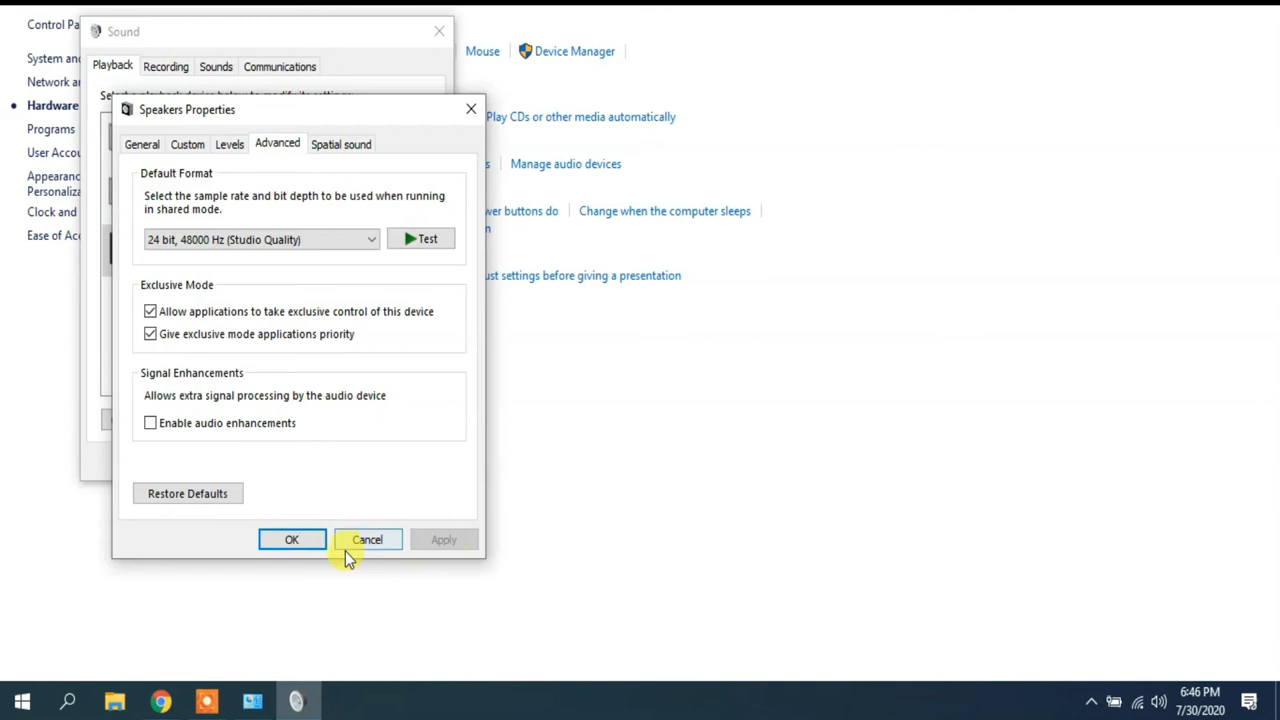 Control Pa
System and
Network an
Hardware
Programs
User Accou
Appearanc
Personaliza
Clock and
Ease of Acc
Sound
Playback Recording Sounds Communications
Mouse Device Manager
Play CDs or other media automatically
s Manage audio devices
wer buttons do Change when the computer sleeps
n
ust settings before giving a presentation
Speakers Properties
General Custom Levels Advanced Spatial sound
Default Format
Select the sample rate and bit depth to be used when running
in shared mode.
24 bit, 48000 Hz (Studio Quality) Test
Exclusive Mode
Allow applications to take exclusive control of this device
Give exclusive mode applications priority
Signal Enhancements
Allows extra signal processing by the audio device
Enable audio enhancements
Restore Defaults
OK Cancel Apply
6:46 PM
7/30/2020